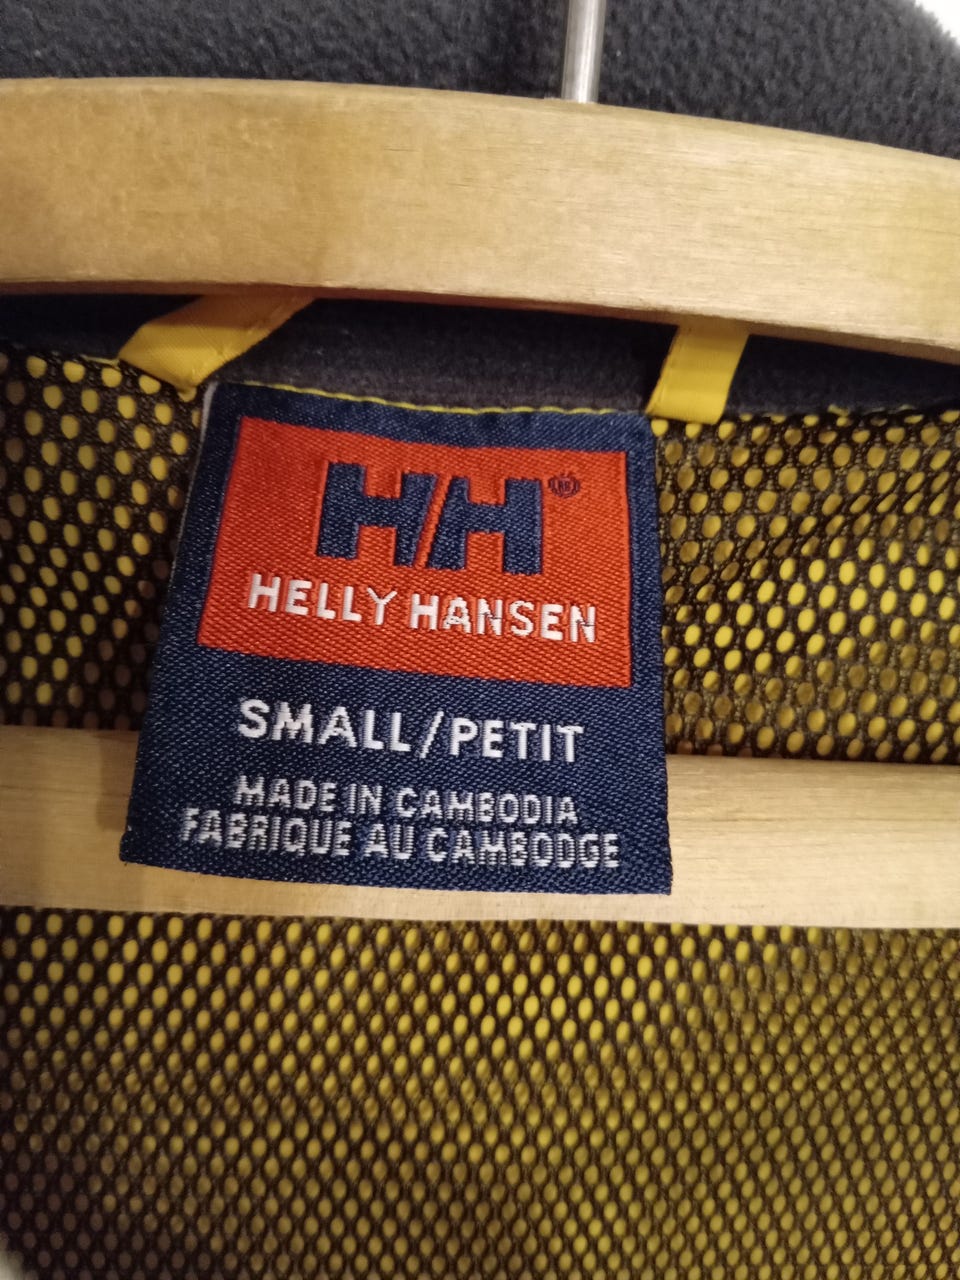 HH
HELLY HANSEN
SMALL/PETIT
MADE IN CAMBODIA
FABRIQUE AU CAMBODGE